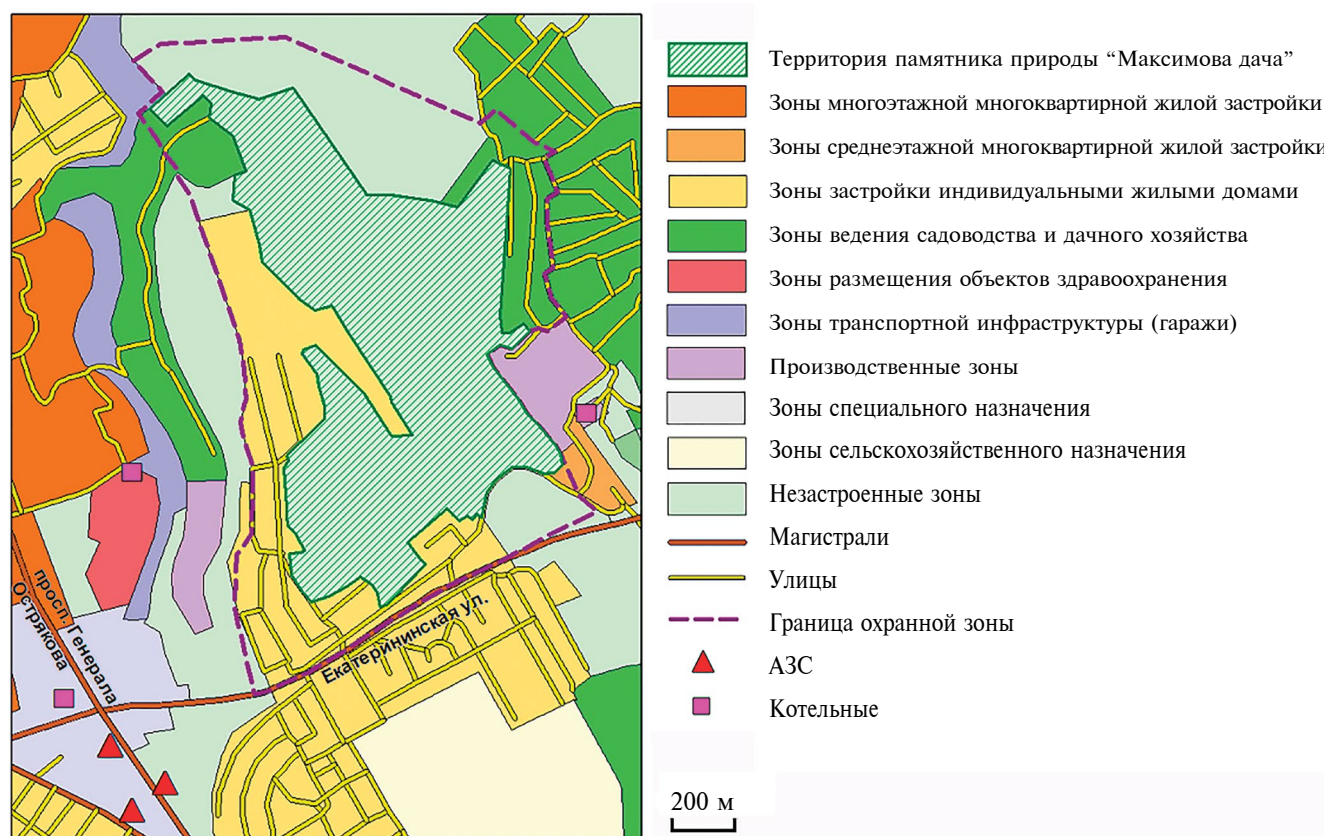 просп. Генерала
Острякова
Екатерининская ул.
Территория памятника природы “Максимова дача”
Зоны многоэтажной многоквартирной жилой застройки
Зоны среднеэтажной многоквартирной жилой застройки
Зоны застройки индивидуальными жилыми домами
Зоны ведения садоводства и дачного хозяйства
Зоны размещения объектов здравоохранения
Зоны транспортной инфраструктуры (гаражи)
Производственные зоны
Зоны специального назначения
Зоны сельскохозяйственного назначения
Незастроенные зоны
Магистрали
Улицы
Граница охранной зоны
АЗС
Котельные
200 м